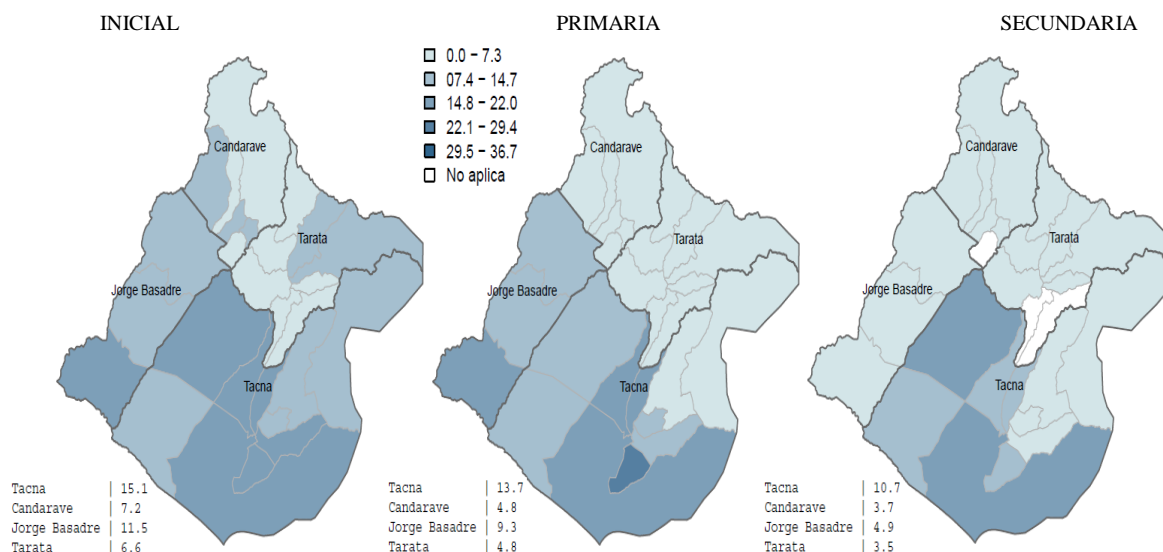 INICIAL
PRIMARIA
SECUNDARIA
0.0 – 7.3
07.4 – 14.7
14.8 – 22.0
22.1 – 29.4
29.5 – 36.7
No aplica
Candarave
Tarata
Jorge Basadre
Tacna
Tacna | 15.1
Candarave | 7.2
Jorge Basadre | 11.5
Tarata | 6.6
Candarave
Tarata
Jorge Basadre
Tacna
Tacna | 13.7
Candarave | 4.8
Jorge Basadre | 9.3
Tarata | 4.8
Candarave
Tarata
Jorge Basadre
Tacna
Tacna | 10.7
Candarave | 3.7
Jorge Basadre | 4.9
Tarata | 3.5